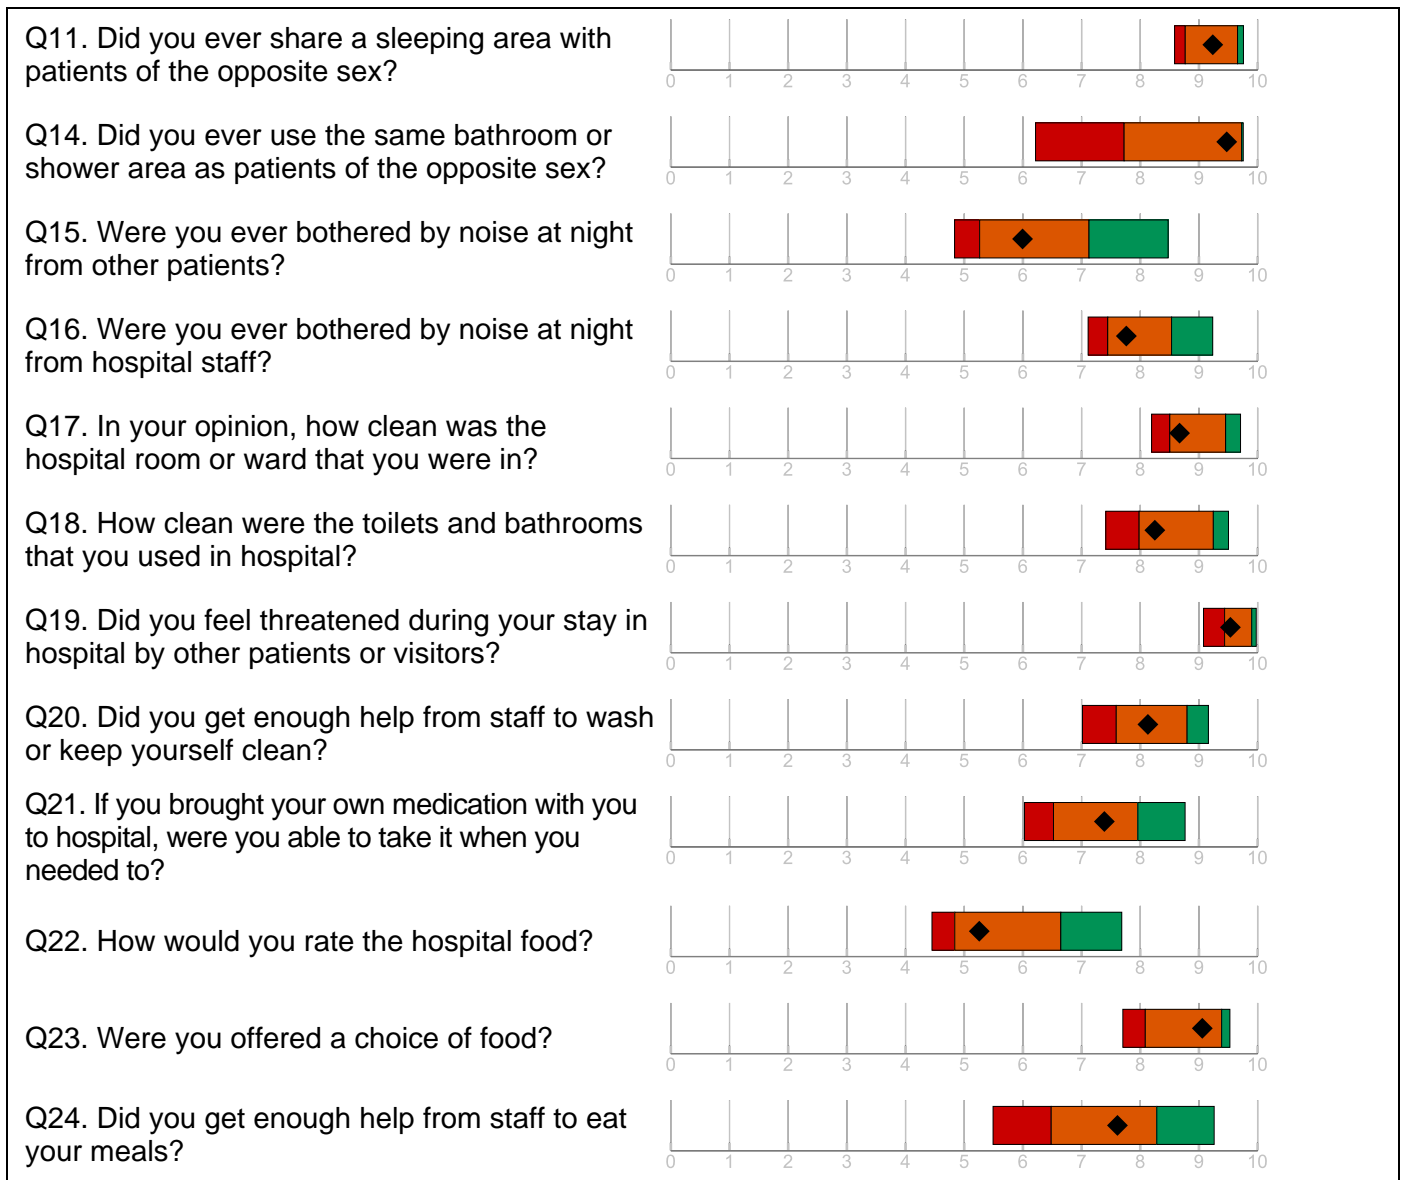 Q11. Did you ever share a sleeping area with
patients of the opposite sex?
0 1 2 3 4 5 6 7 8 9 10
Q14. Did you ever use the same bathroom or
shower area as patients of the opposite sex?
0 1 2 3 4 5 6 7 8 9 10
Q15. Were you ever bothered by noise at night
from other patients?
0 1 2 3 4 5 6 7 8 9 10
Q16. Were you ever bothered by noise at night
from hospital staff?
0 1 2 3 4 5 6 7 8 9 10
Q17. In your opinion, how clean was the
hospital room or ward that you were in?
0 1 2 3 4 5 6 7 8 9 10
Q18. How clean were the toilets and bathrooms
that you used in hospital?
0 1 2 3 4 5 6 7 8 9 10
Q19. Did you feel threatened during your stay in
hospital by other patients or visitors?
0 1 2 3 4 5 6 7 8 9 10
Q20. Did you get enough help from staff to wash
or keep yourself clean?
0 1 2 3 4 5 6 7 8 9 10
Q21. If you brought your own medication with you
to hospital, were you able to take it when you
needed to?
0 1 2 3 4 5 6 7 8 9 10
Q22. How would you rate the hospital food?
0 1 2 3 4 5 6 7 8 9 10
Q23. Were you offered a choice of food?
0 1 2 3 4 5 6 7 8 9 10
Q24. Did you get enough help from staff to eat
your meals?
0 1 2 3 4 5 6 7 8 9 10